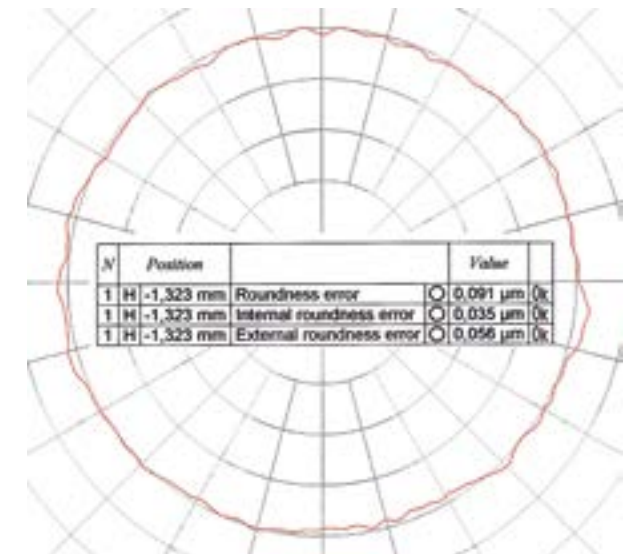 N Position Value
1 H -1,323 mm Roundness error 0,091 µm 0k
1 H -1,323 mm Internal roundness error 0,035 µm 0k
1 H -1,323 mm External roundness error 0,056 µm 0k